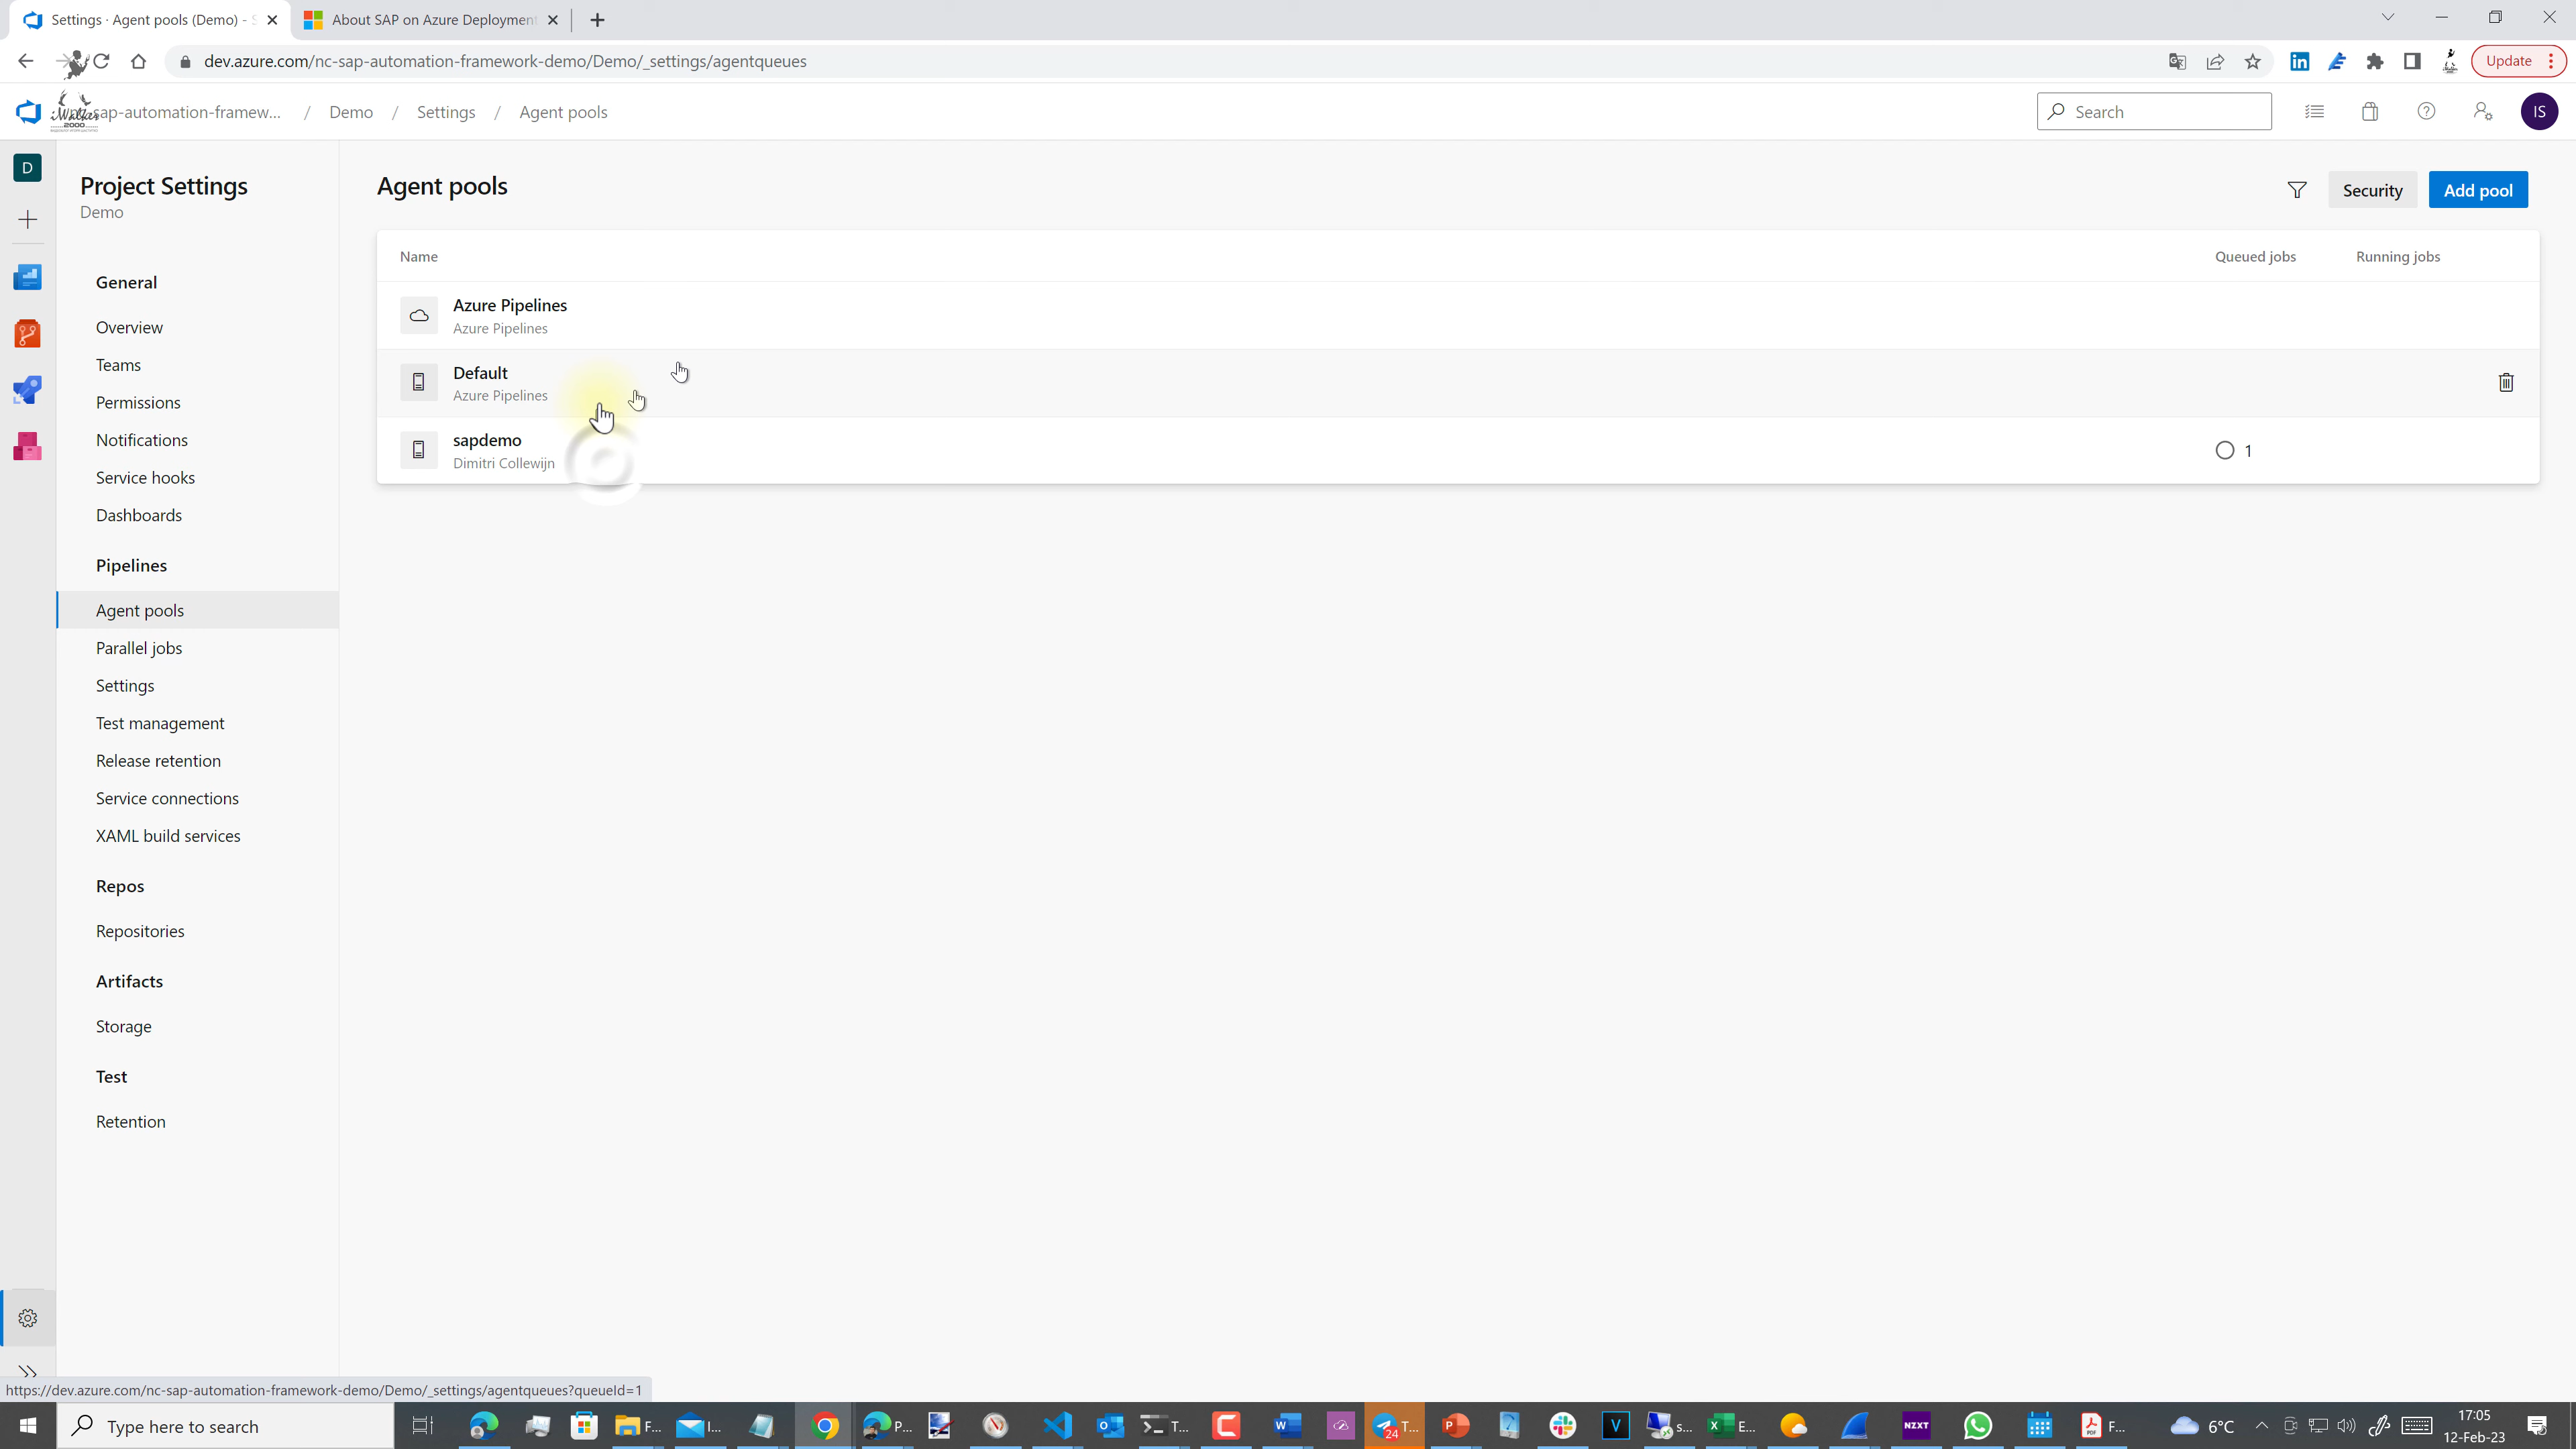 Settings · Agent pools (Demo) - S
About SAP on Azure Deployment
dev.azure.com/nc-sap-automation-framework-demo/Demo/_settings/agentqueues
Update
sap-automation-framew... / Demo / Settings / Agent pools
iWallas
2000
Search
IS
D
Project Settings
Demo
General
Overview
Teams
Permissions
Notifications
Service hooks
Dashboards
Pipelines
Agent pools
Parallel jobs
Settings
Test management
Release retention
Service connections
XAML build services
Repos
Repositories
Artifacts
Storage
Test
Retention
Agent pools
Security
Add pool
Name
Queued jobs
Running jobs
Azure Pipelines
Azure Pipelines
Default
Azure Pipelines
sapdemo
Dimitri Collewijn
1
https://dev.azure.com/nc-sap-automation-framework-demo/Demo/_settings/agentqueues?queueId=1
Type here to search
F...
I...
P...
T...
24
T...
s...
E...
NZXT
F...
6°C
17:05
12-Feb-23